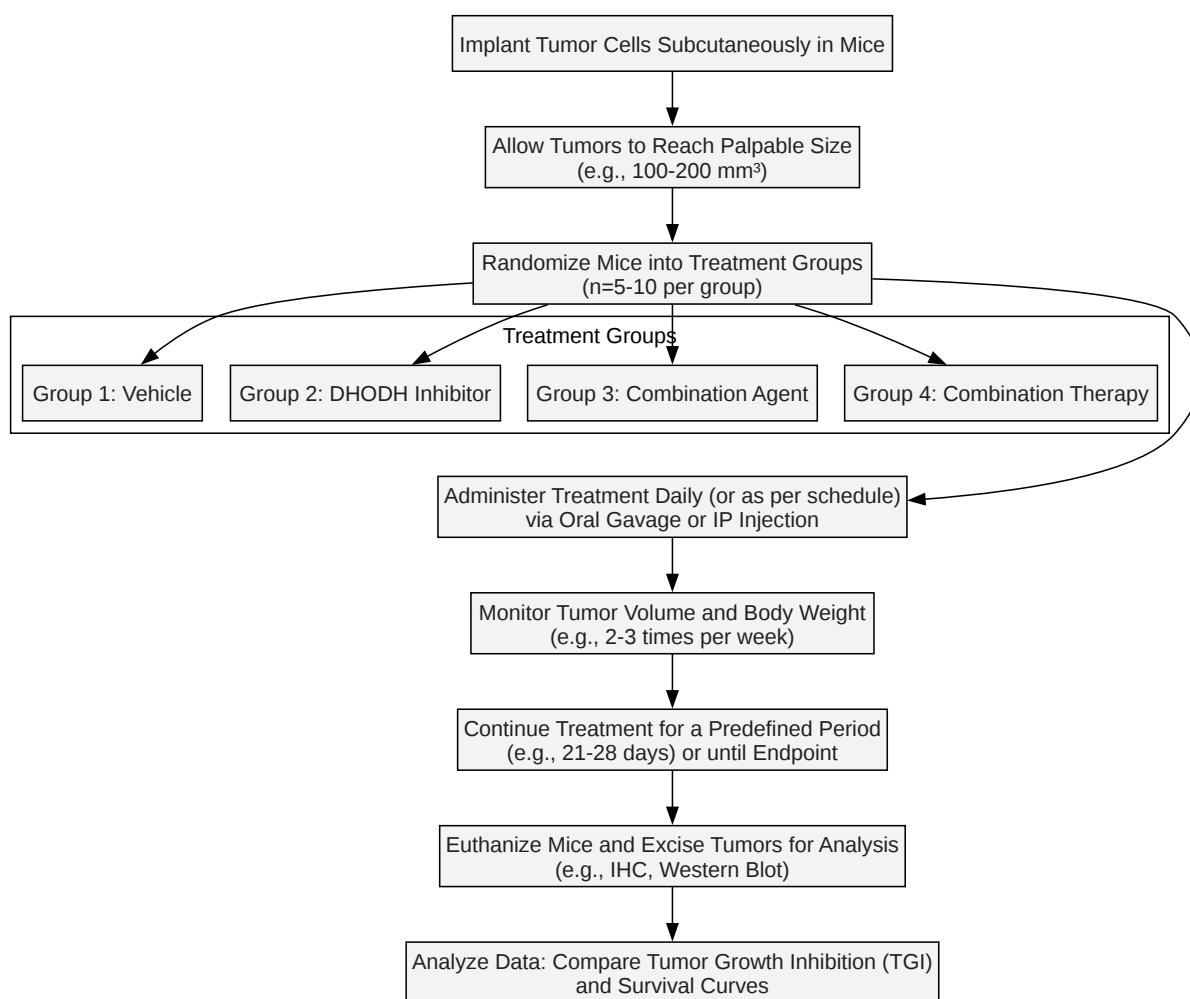 Implant Tumor Cells Subcutaneously in Mice
Allow Tumors to Reach Palpable Size
(e.g., 100-200 mm³)
Randomize Mice into Treatment Groups
(n=5-10 per group)
Treatment Groups
Group 1: Vehicle
Group 2: DHODH Inhibitor
Group 3: Combination Agent
Group 4: Combination Therapy
Administer Treatment Daily (or as per schedule)
via Oral Gavage or IP Injection
Monitor Tumor Volume and Body Weight
(e.g., 2-3 times per week)
Continue Treatment for a Predefined Period
(e.g., 21-28 days) or until Endpoint
Euthanize Mice and Excise Tumors for Analysis
(e.g., IHC, Western Blot)
Analyze Data: Compare Tumor Growth Inhibition (TGI)
and Survival Curves